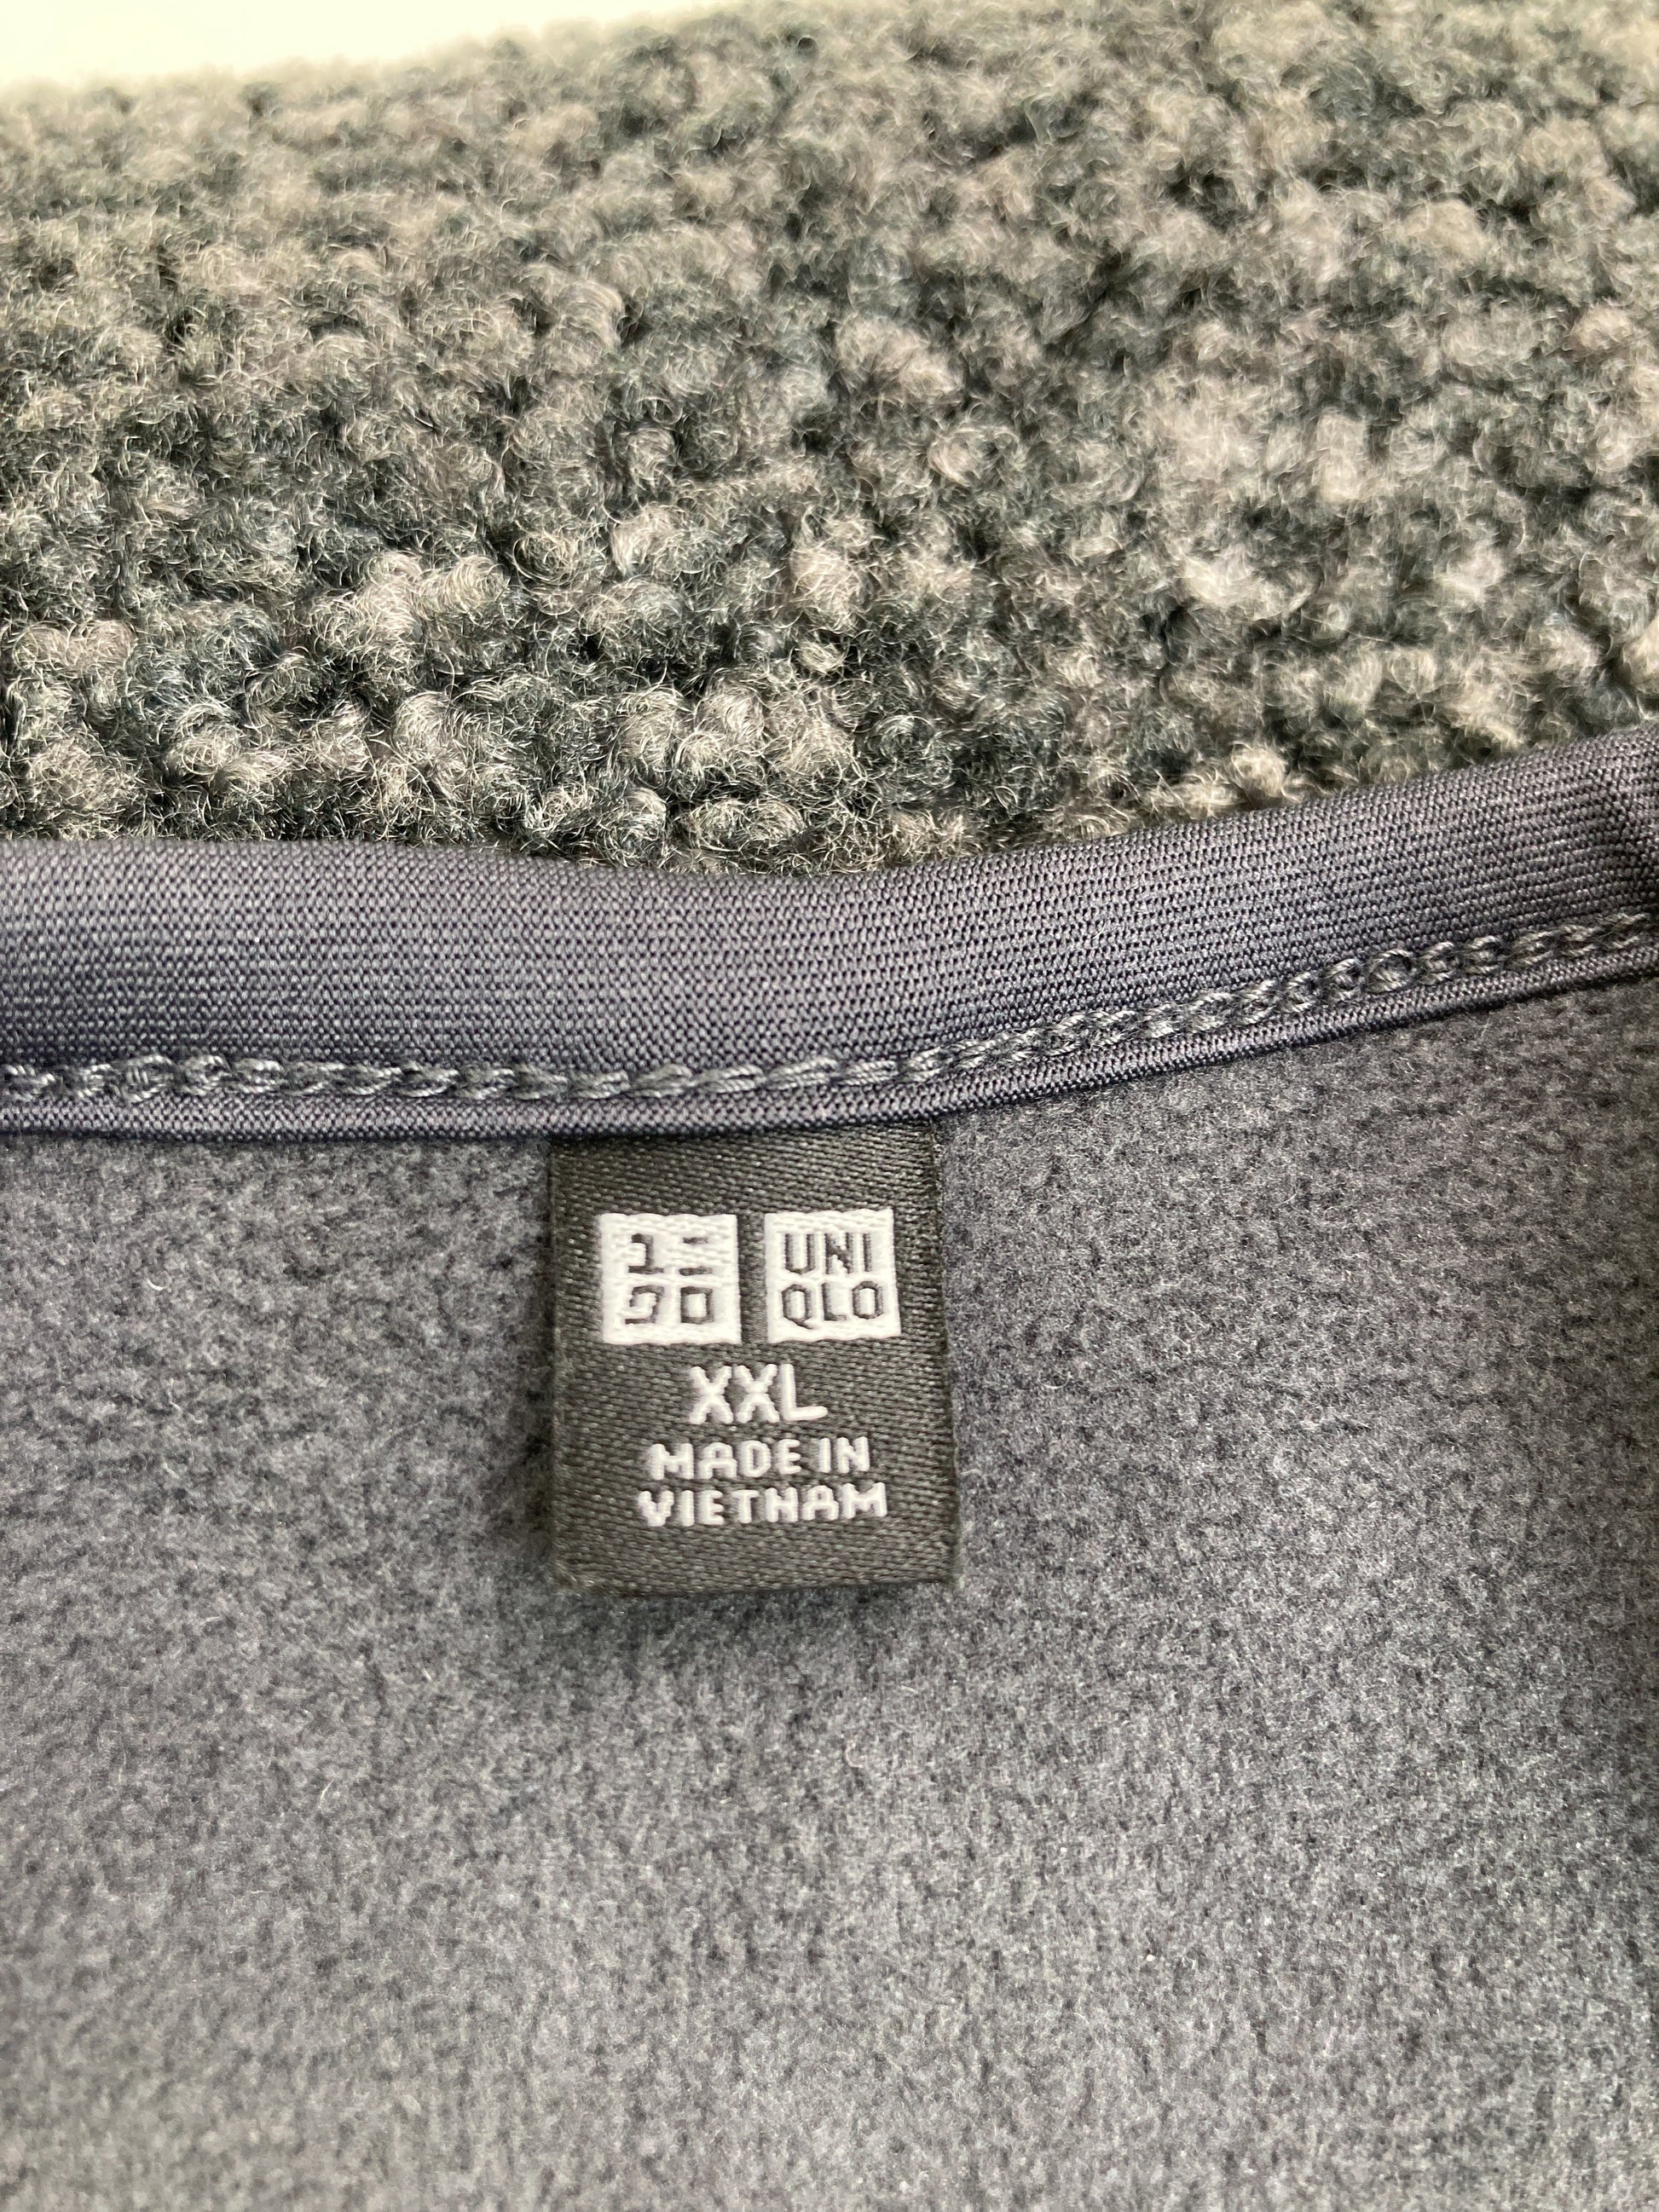 ユニ UNI
クロ QLO
XXL
MADE IN
VIETNAM